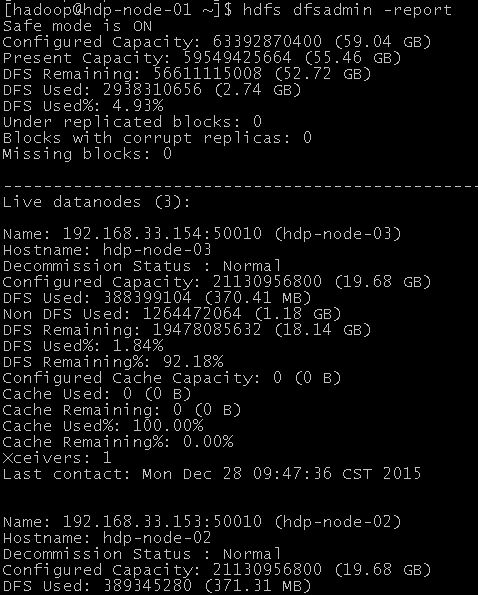 [hadoop@hdp-node-01 ~]$ hdfs dfsadmin -report
Safe mode is ON
Configured Capacity: 63392870400 (59.04 GB)
Present Capacity: 59549425664 (55.46 GB)
DFS Remaining: 56611115008 (52.72 GB)
DFS Used: 2938310656 (2.74 GB)
DFS Used%: 4.93%
Under replicated blocks: 0
Blocks with corrupt replicas: 0
Missing blocks: 0
-------------------------------------------------
Live datanodes (3):
Name: 192.168.33.154:50010 (hdp-node-03)
Hostname: hdp-node-03
Decommission Status : Normal
Configured Capacity: 21130956800 (19.68 GB)
DFS Used: 388399104 (370.41 MB)
Non DFS Used: 1264472064 (1.18 GB)
DFS Remaining: 19478085632 (18.14 GB)
DFS Used%: 1.84%
DFS Remaining%: 92.18%
Configured Cache Capacity: 0 (0 B)
Cache Used: 0 (0 B)
Cache Remaining: 0 (0 B)
Cache Used%: 100.00%
Cache Remaining%: 0.00%
Xceivers: 1
Last contact: Mon Dec 28 09:47:36 CST 2015
Name: 192.168.33.153:50010 (hdp-node-02)
Hostname: hdp-node-02
Decommission Status : Normal
Configured Capacity: 21130956800 (19.68 GB)
DFS Used: 389345280 (371.31 MB)